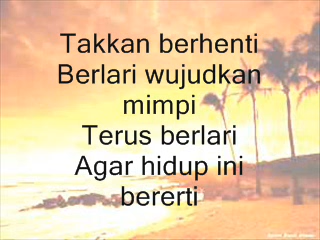 Takkan berhenti
Berlari wujudkan
mimpi
Terus berlari
Agar hidup ini
bererti